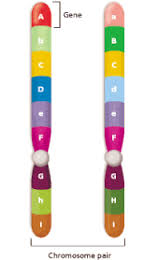 Gene
A a
b B
C C
D d
e e
F F
G G
h H
I I
Chromosome pair